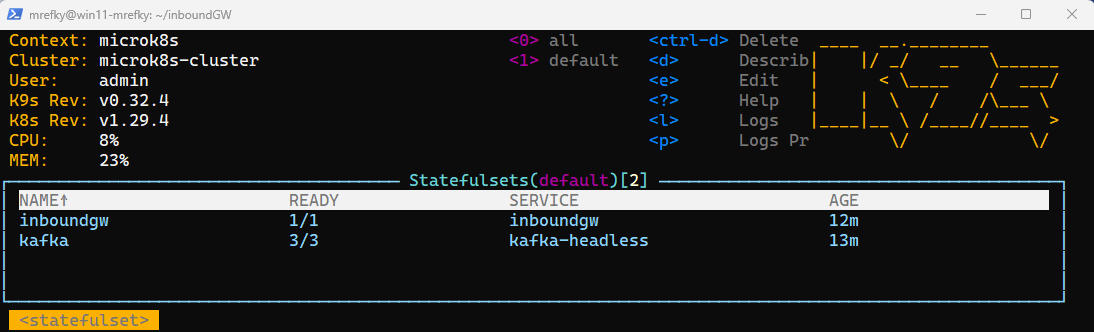 mrefky@win11-mrefky: ~/inboundGW
Context: microk8s <0> all <ctrl-d> Delete
Cluster: microk8s-cluster <1> default <d> Describ
User: admin <e> Edit
K9s Rev: v0.32.4 <?> Help
K8s Rev: v1.29.4 <l> Logs
CPU: 8% <p> Logs Pr
MEM: 23%
K9s
Statefulsets(default)[2]
NAME↑ READY SERVICE AGE
inboundgw 1/1 inboundgw 12m
kafka 3/3 kafka-headless 13m
<statefulset>